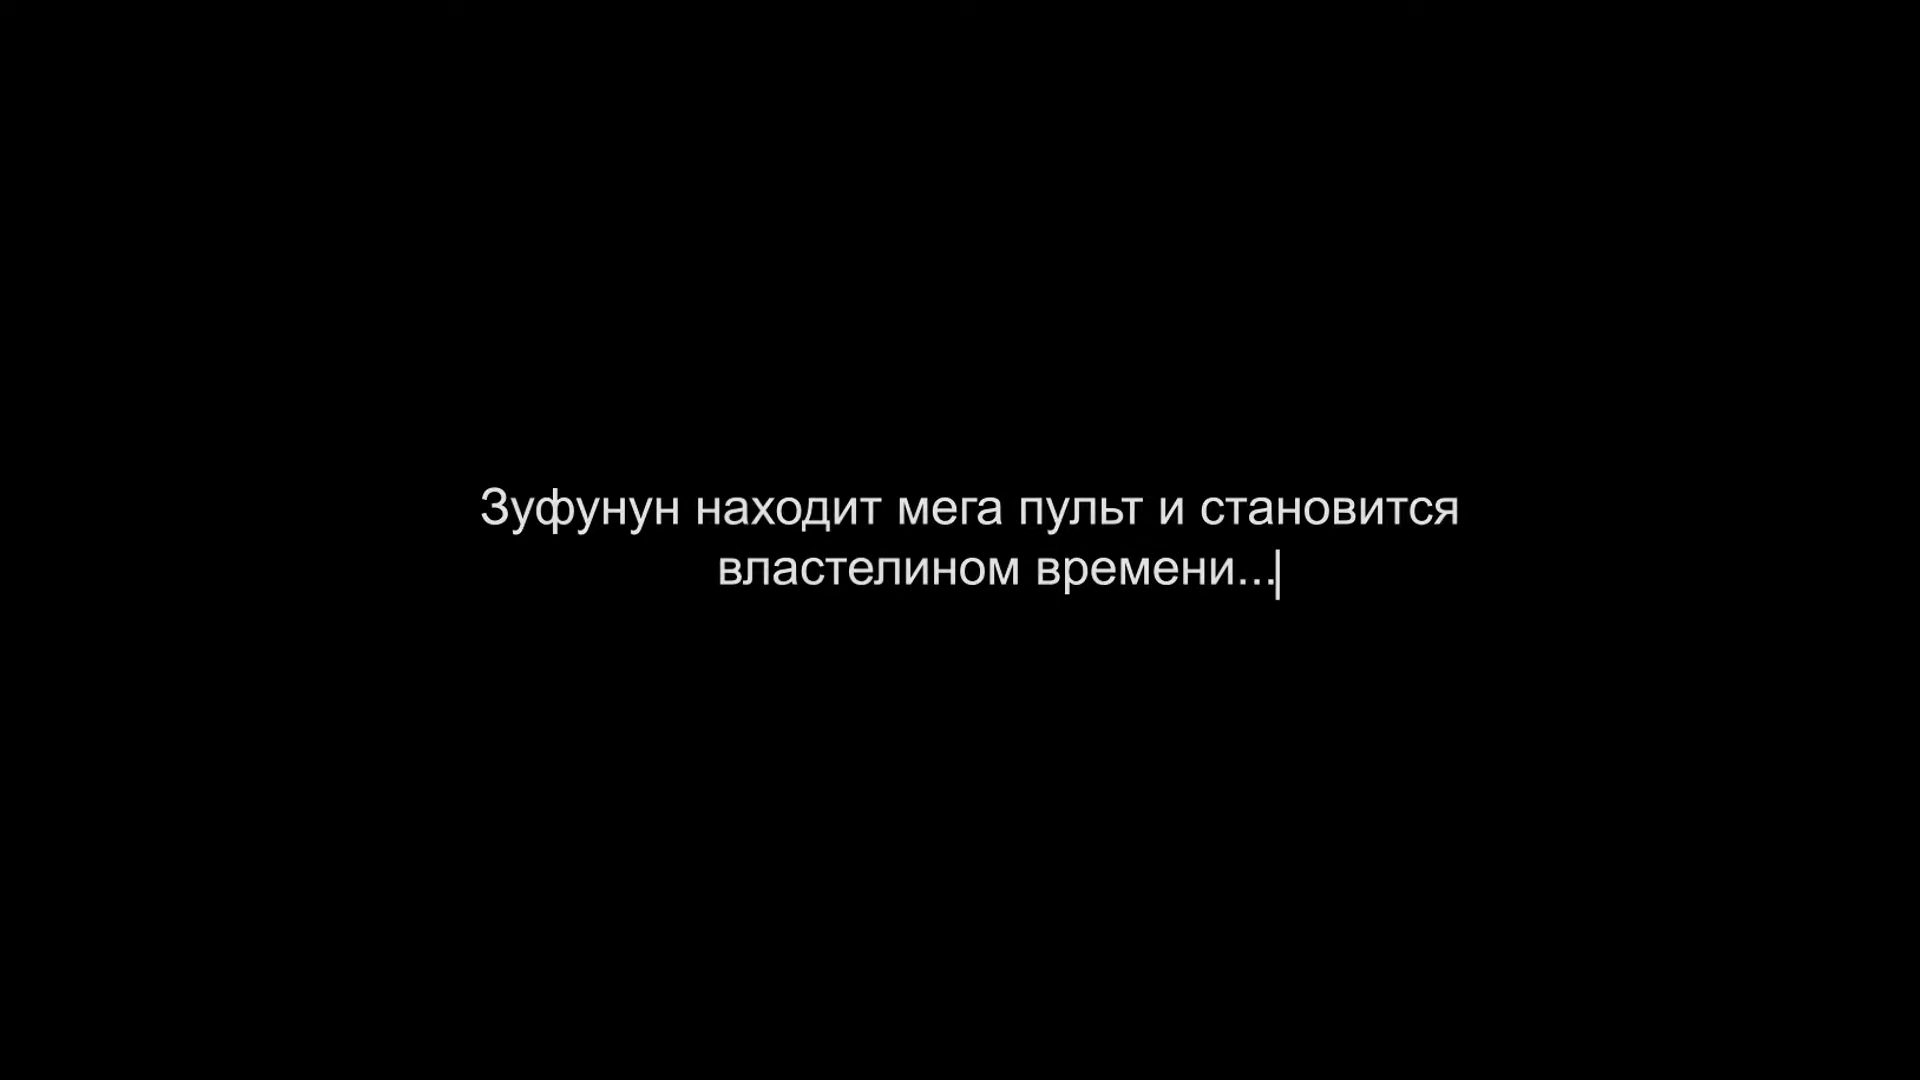 Зуфунун находит мега пульт и становится
властелином времени...